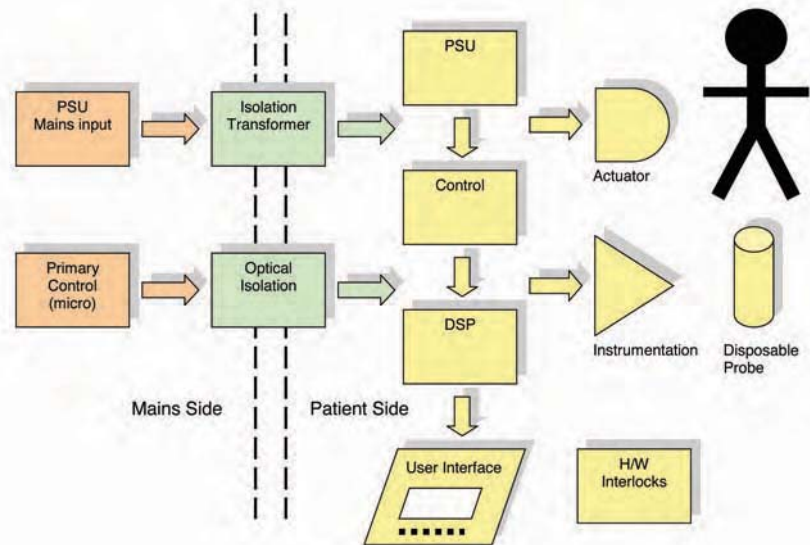 PSU
PSU
Mains input
Isolation
Transformer
Actuator
Control
Primary
Control
(micro)
Optical
Isolation
DSP
Instrumentation
Disposable
Probe
Mains Side
Patient Side
User Interface
H/W
Interlocks